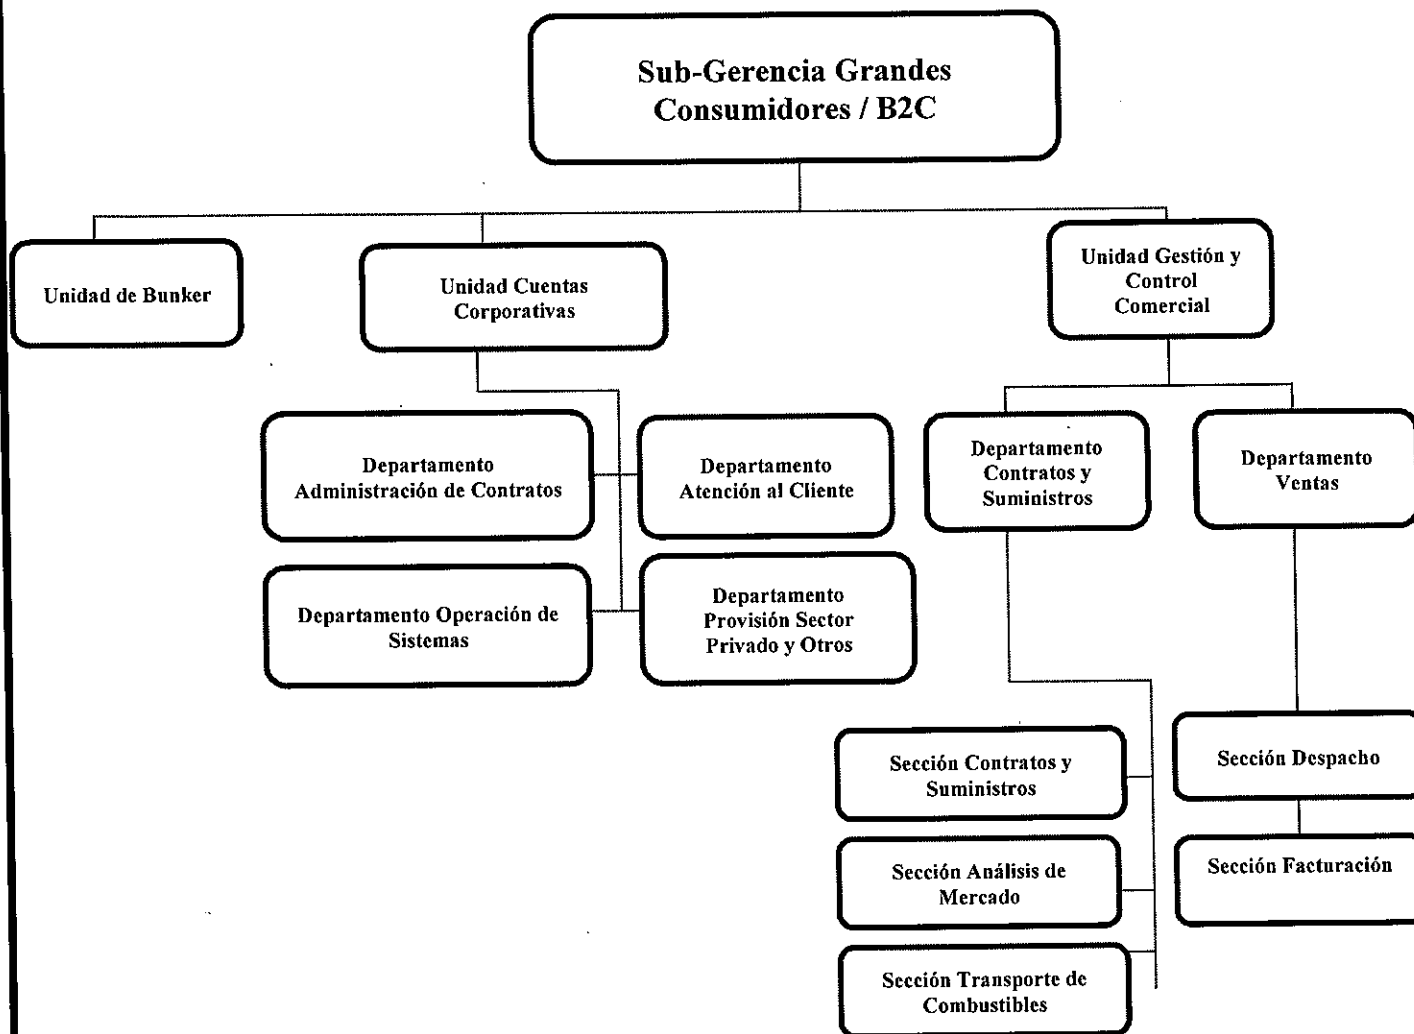 Sub-Gerencia Grandes
Consumidores / B2C
Unidad de Bunker
Unidad Cuentas
Corporativas
Unidad Gestión y
Control
Comercial
Departamento
Administración de Contratos
Departamento
Atención al Cliente
Departamento
Contratos y
Suministros
Departamento
Ventas
Departamento Operación de
Sistemas
Departamento
Provisión Sector
Privado y Otros
Sección Contratos y
Suministros
Sección Despacho
Sección Análisis de
Mercado
Sección Facturación
Sección Transporte de
Combustibles